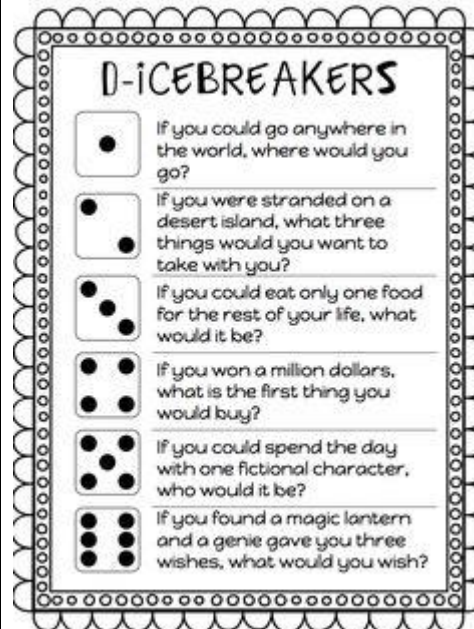 D-iCEBREAKERS
If you could go anywhere in
the world, where would you
go?
If you were stranded on a
desert island, what three
things would you want to
take with you?
If you could eat only one food
for the rest of your life, what
would it be?
If you won a million dollars,
what is the first thing you
would buy?
If you could spend the day
with one fictional character,
who would it be?
If you found a magic lantern
and a genie gave you three
wishes, what would you wish?